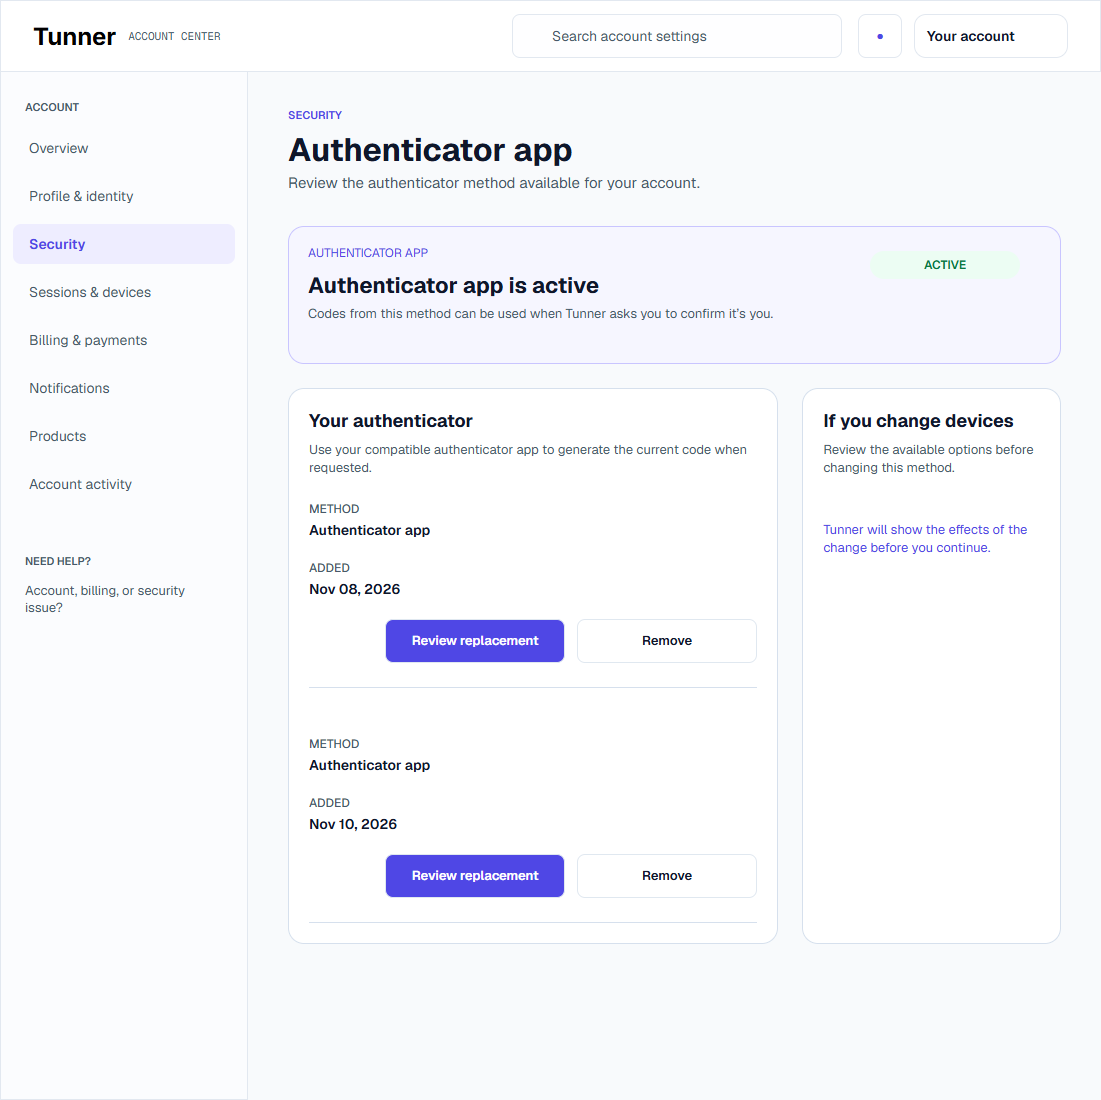 Tunner ACCOUNT CENTER
Search account settings
Your account
ACCOUNT
Overview
Profile & identity
Security
Sessions & devices
Billing & payments
Notifications
Products
Account activity
NEED HELP?
Account, billing, or security
issue?
SECURITY
Authenticator app
Review the authenticator method available for your account.
AUTHENTICATOR APP
ACTIVE
Authenticator app is active
Codes from this method can be used when Tunner asks you to confirm it's you.
Your authenticator
Use your compatible authenticator app to generate the current code when
requested.
METHOD
Authenticator app
ADDED
Nov 08, 2026
Review replacement
Remove
METHOD
Authenticator app
ADDED
Nov 10, 2026
Review replacement
Remove
If you change devices
Review the available options before
changing this method.
Tunner will show the effects of the
change before you continue.